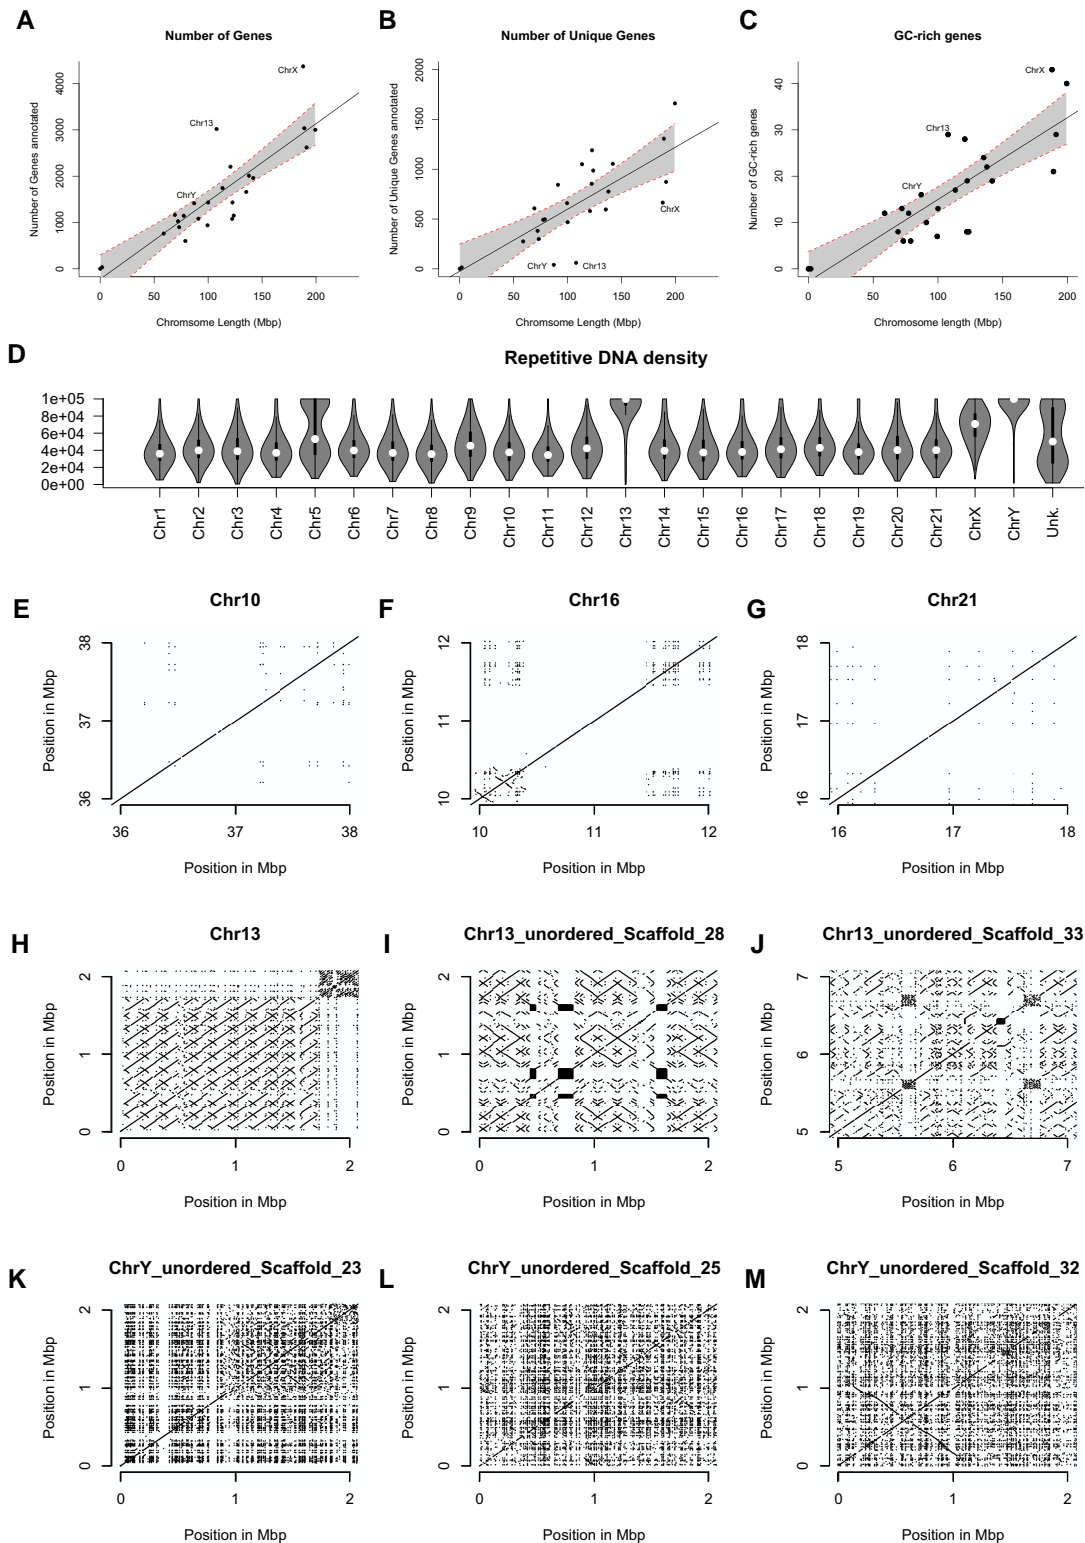 A
B
C
Number of Genes
Number of Unique Genes
GC-rich genes
Number of Genes annotated
0
1000
2000
3000
4000
ChrX
Chr13
ChrY
0
50
100
150
200
Chromsome Length (Mbp)
Number of Unique Genes annotated
0
500
1000
1500
2000
ChrX
ChrY
Chr13
0
50
100
150
200
Chromosome Length (Mbp)
Number of GC-rich genes
0
10
20
30
40
ChrX
Chr13
ChrY
0
50
100
150
200
Chromosome length (Mbp)
D
Repetitive DNA density
1e+05
8e+04
6e+04
4e+04
2e+04
0e+00
Chr1
Chr2
Chr3
Chr4
Chr5
Chr6
Chr7
Chr8
Chr9
Chr10
Chr11
Chr12
Chr13
Chr14
Chr15
Chr16
Chr17
Chr18
Chr19
Chr20
Chr21
ChrX
ChrY
Unk.
E
Chr10
Position in Mbp
36
37
38
36
37
38
Position in Mbp
F
Chr16
Position in Mbp
10
11
12
10
11
12
Position in Mbp
G
Chr21
Position in Mbp
16
17
18
16
17
18
Position in Mbp
H
Chr13
Position in Mbp
0
1
2
0
1
2
Position in Mbp
I
Chr13_unordered_Scaffold_28
Position in Mbp
0
1
2
0
1
2
Position in Mbp
J
Chr13_unordered_Scaffold_33
Position in Mbp
5
6
7
5
6
7
Position in Mbp
K
ChrY_unordered_Scaffold_23
Position in Mbp
0
1
2
0
1
2
Position in Mbp
L
ChrY_unordered_Scaffold_25
Position in Mbp
0
1
2
0
1
2
Position in Mbp
M
ChrY_unordered_Scaffold_32
Position in Mbp
0
1
2
0
1
2
Position in Mbp